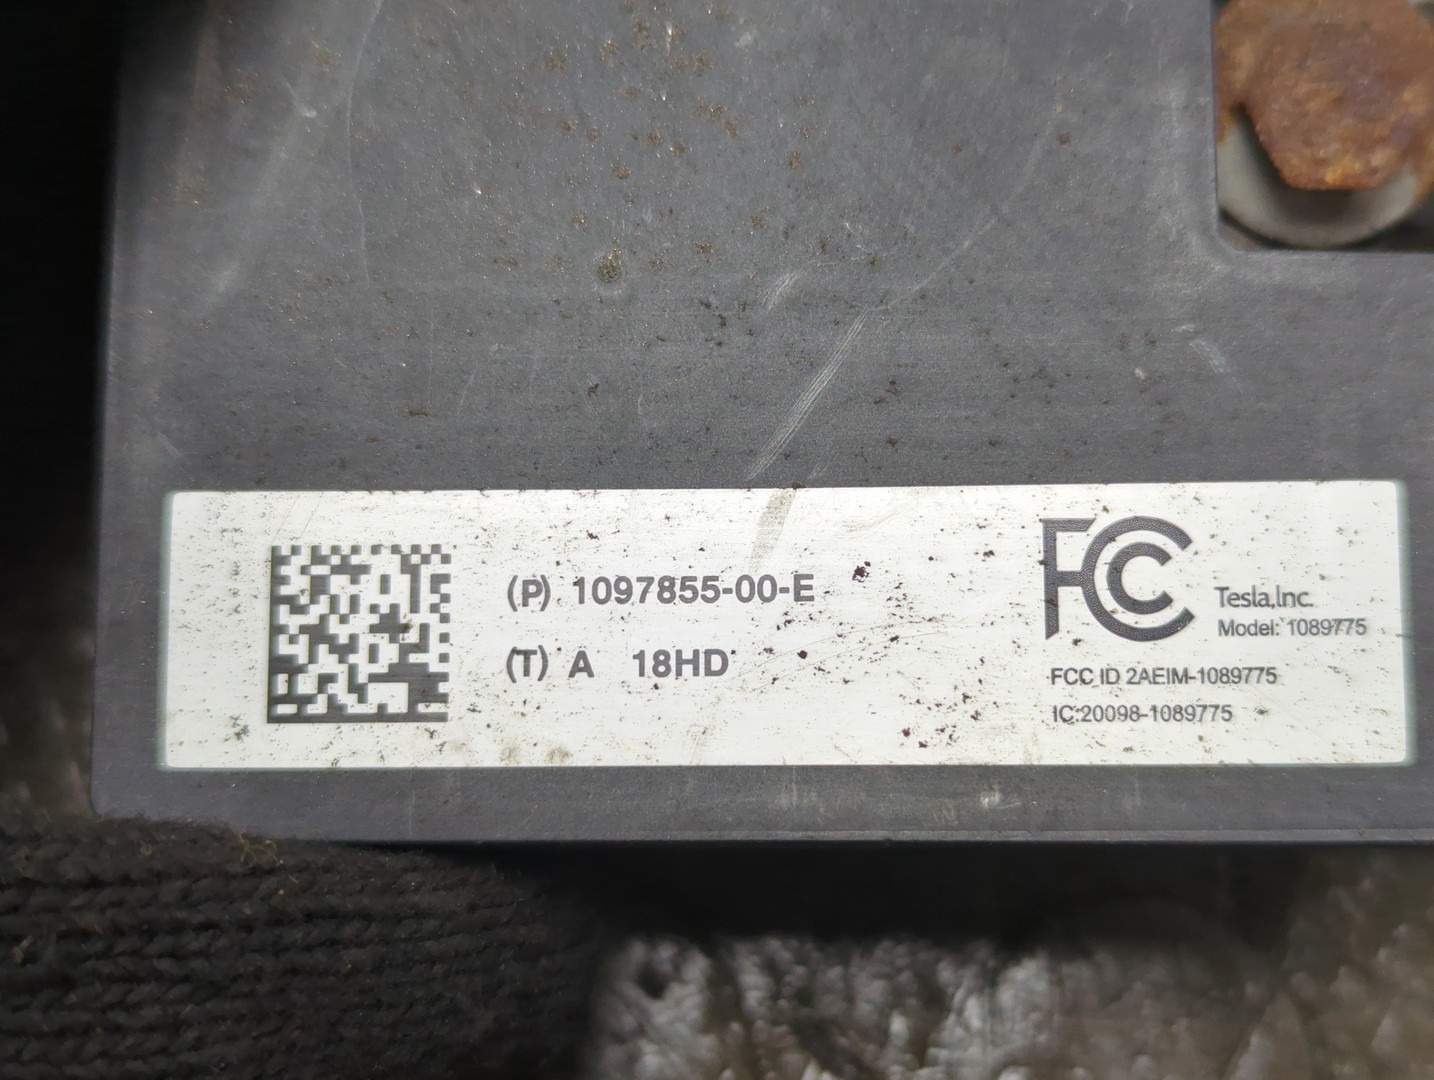 (P) 1097855-00-E
(T) A 18HD
FC
Tesla,Inc.
Model: 1089775
FCC ID 2AEIM-1089775
IC:20098-1089775